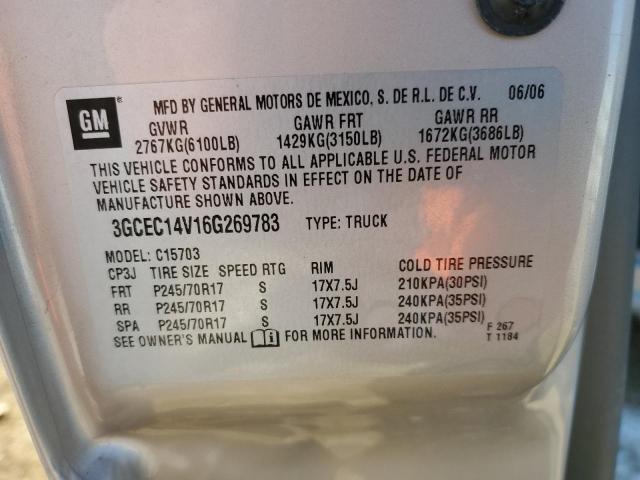 GM
MFD BY GENERAL MOTORS DE MEXICO, S. DE R.L. DE C.V. 06/06
GVWR GAWR FRT GAWR RR
2767KG(6100LB) 1429KG(3150LB) 1672KG(3686LB)
THIS VEHICLE CONFORMS TO ALL APPLICABLE U.S. FEDERAL MOTOR
VEHICLE SAFETY STANDARDS IN EFFECT ON THE DATE OF
MANUFACTURE SHOWN ABOVE.
3GCEC14V16G269783 TYPE: TRUCK
MODEL: C15703
CP3J TIRE SIZE SPEED RTG RIM COLD TIRE PRESSURE
FRT P245/70R17 S 17X7.5J 210KPA(30PSI)
RR P245/70R17 S 17X7.5J 240KPA(35PSI)
SPA P245/70R17 S 17X7.5J 240KPA(35PSI)
SEE OWNER'S MANUAL i FOR MORE INFORMATION.
F 267
T 1184